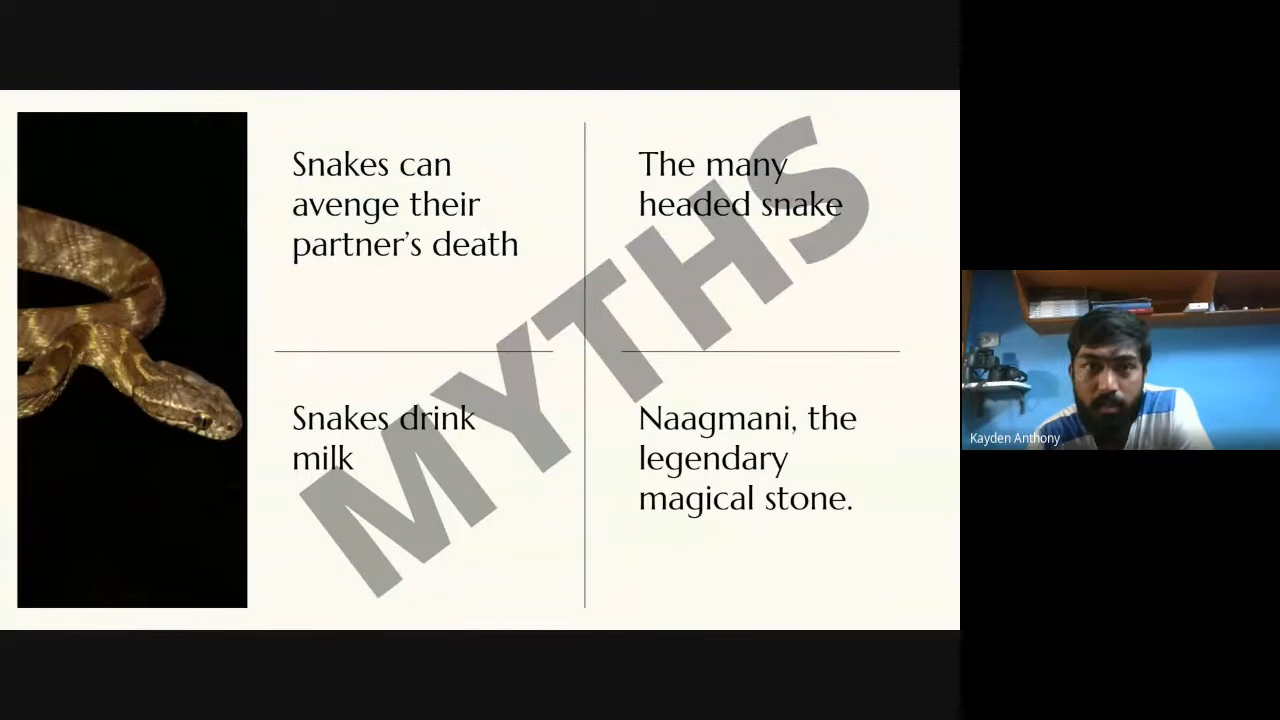 Snakes can
avenge their
partner's death
The many
headed snake
Snakes drink
milk
Naagmani, the
legendary
magical stone.
MYTHS
Kayden Anthony